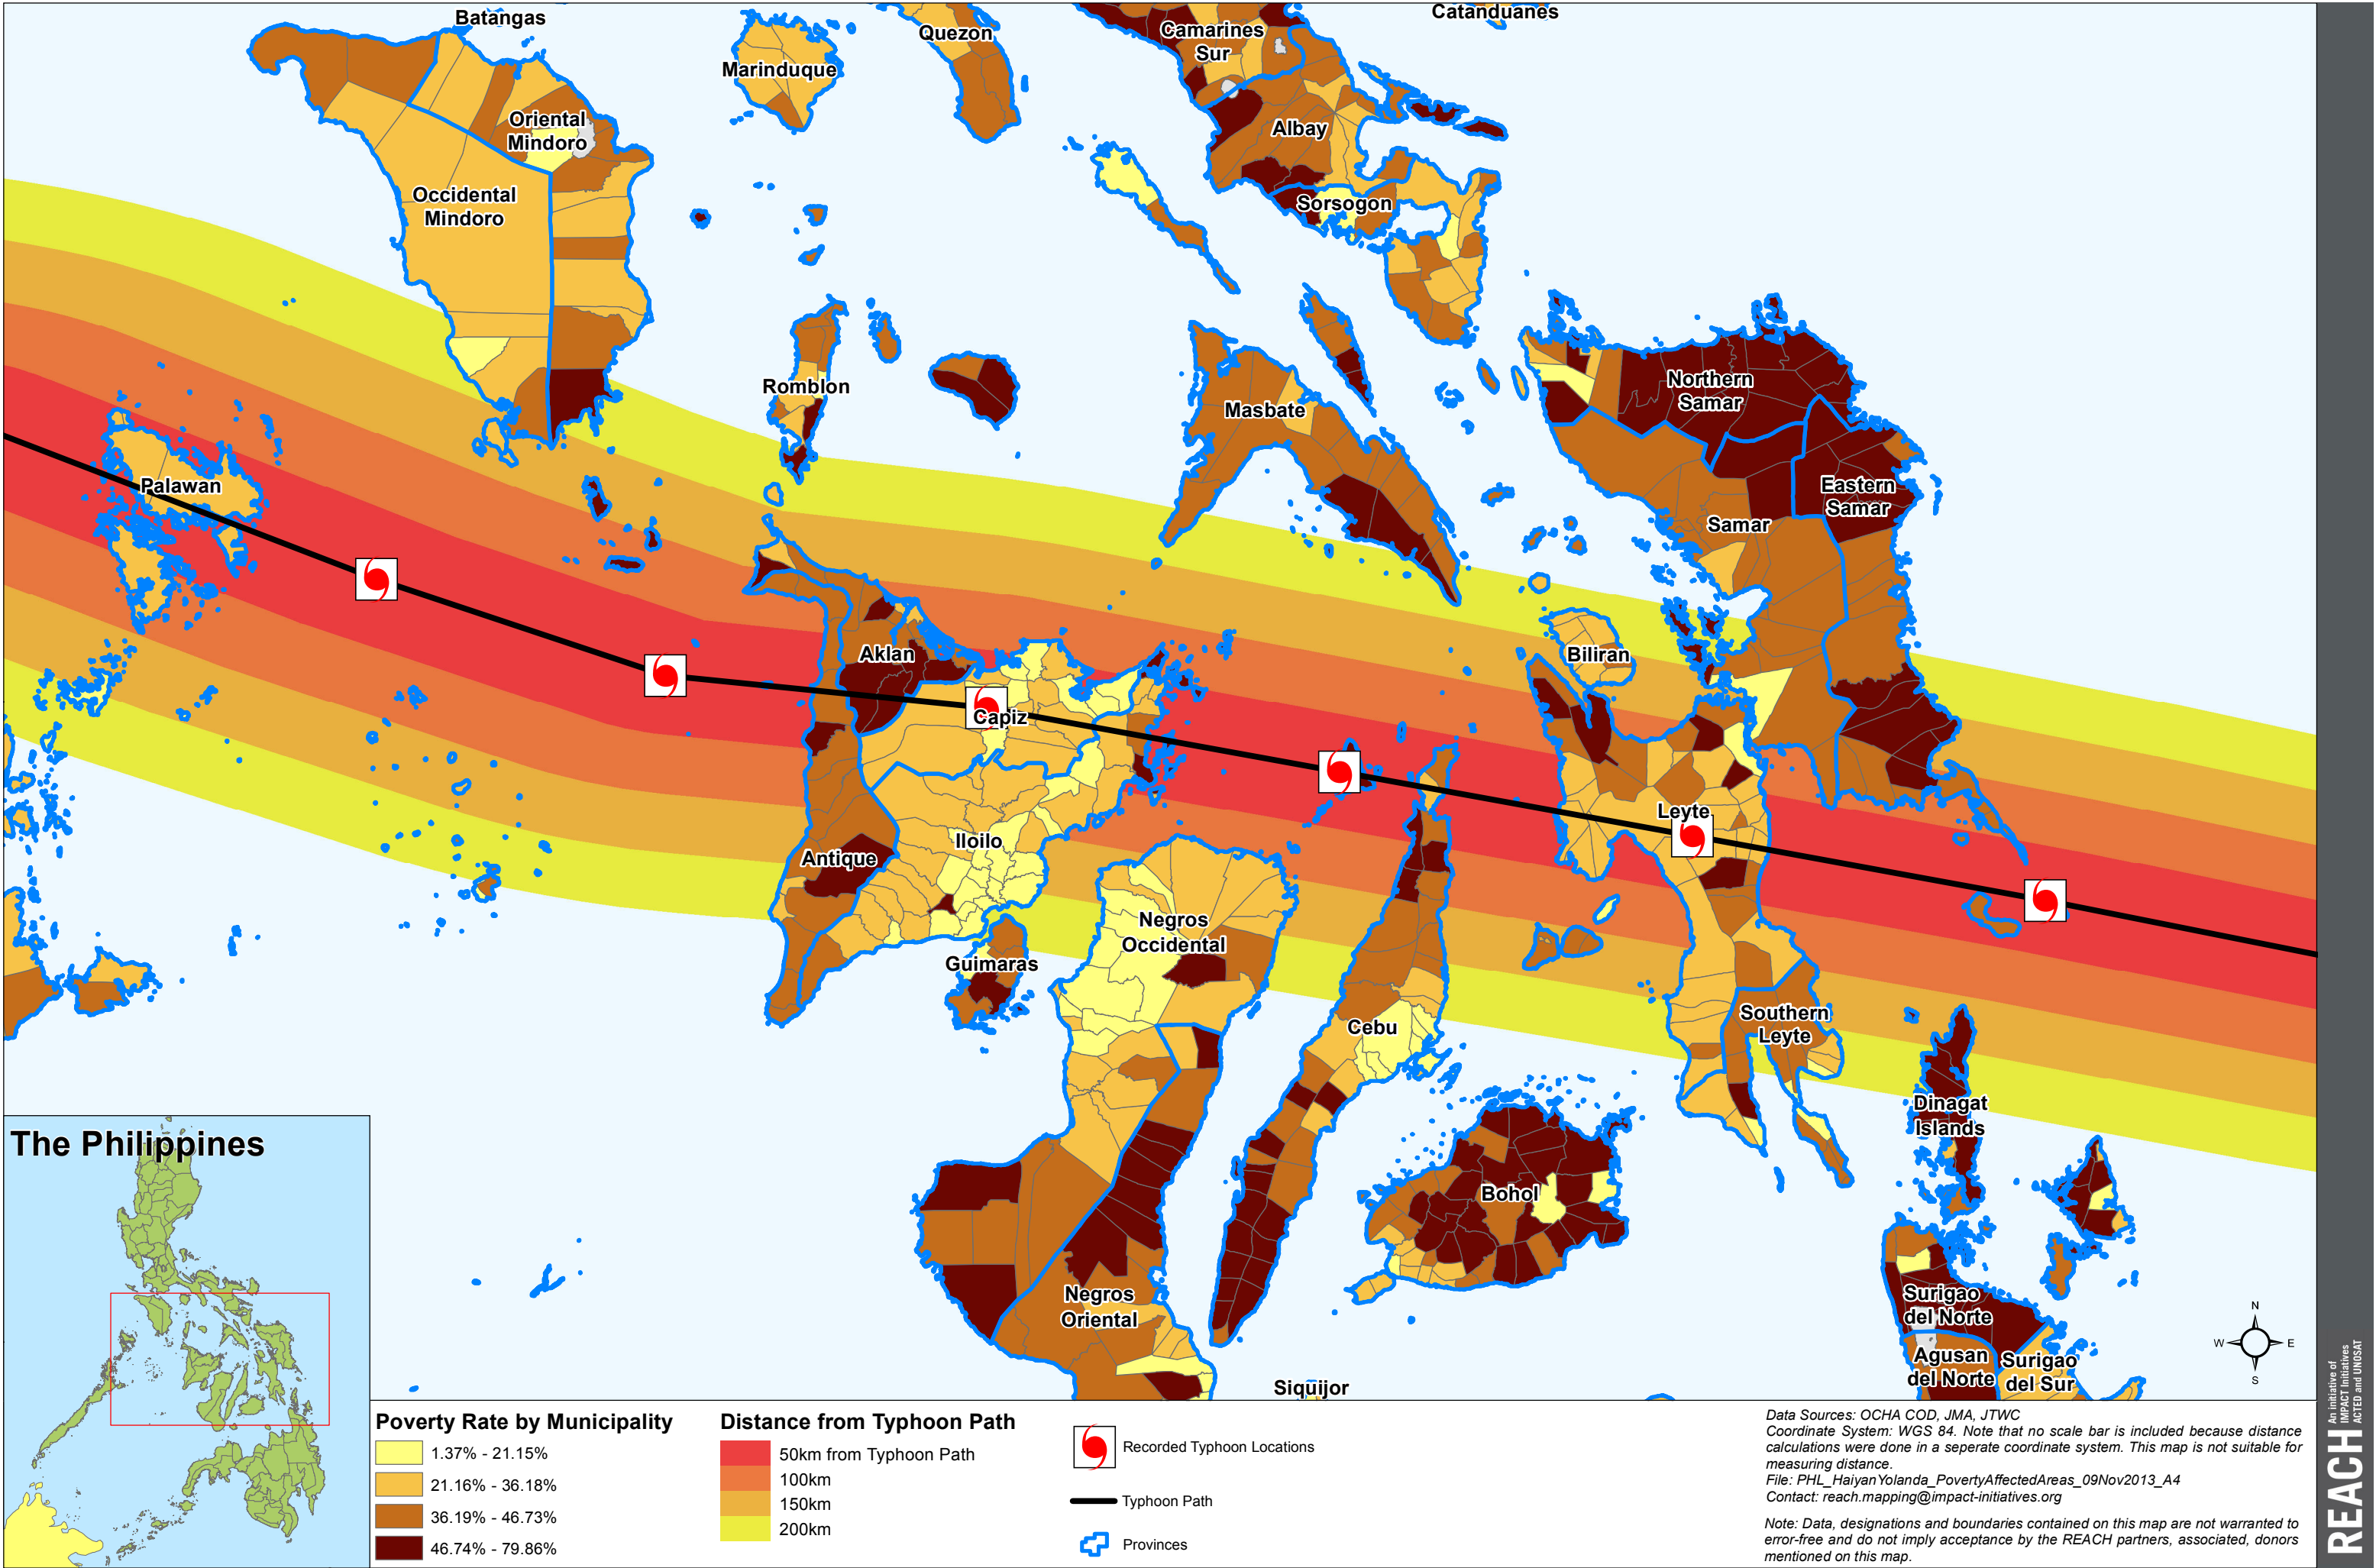 Batangas
Quezon
Marinduque
Camarines
Sur
Catanduanes
Oriental
Mindoro
Albay
Occidental
Mindoro
Sorsogon
Romblon
Masbate
Northern
Samar
Eastern
Samar
Samar
Palawan
Aklan
Biliran
Capiz
Leyte
Iloilo
Antique
Negros
Occidental
Guimaras
Cebu
Southern
Leyte
Dinagat
Islands
Bohol
Negros
Oriental
Surigao
del Norte
Agusan
del Norte
Surigao
del Sur
Siquijor
N
W
E
S
The Philippines
Poverty Rate by Municipality
1.37% - 21.15%
21.16% - 36.18%
36.19% - 46.73%
46.74% - 79.86%
Distance from Typhoon Path
50km from Typhoon Path
100km
150km
200km
Recorded Typhoon Locations
Typhoon Path
Provinces
Data Sources: OCHA COD, JMA, JTWC
Coordinate System: WGS 84. Note that no scale bar is included because distance
calculations were done in a seperate coordinate system. This map is not suitable for
measuring distance.
File: PHL_HaiyanYolanda_PovertyAffectedAreas_09Nov2013_A4
Contact: reach.mapping@impact-initiatives.org
Note: Data, designations and boundaries contained on this map are not warranted to
error-free and do not imply acceptance by the REACH partners, associated, donors
mentioned on this map.
REACH
An initiative of
IMPACT Initiatives
ACTED and UNOSAT